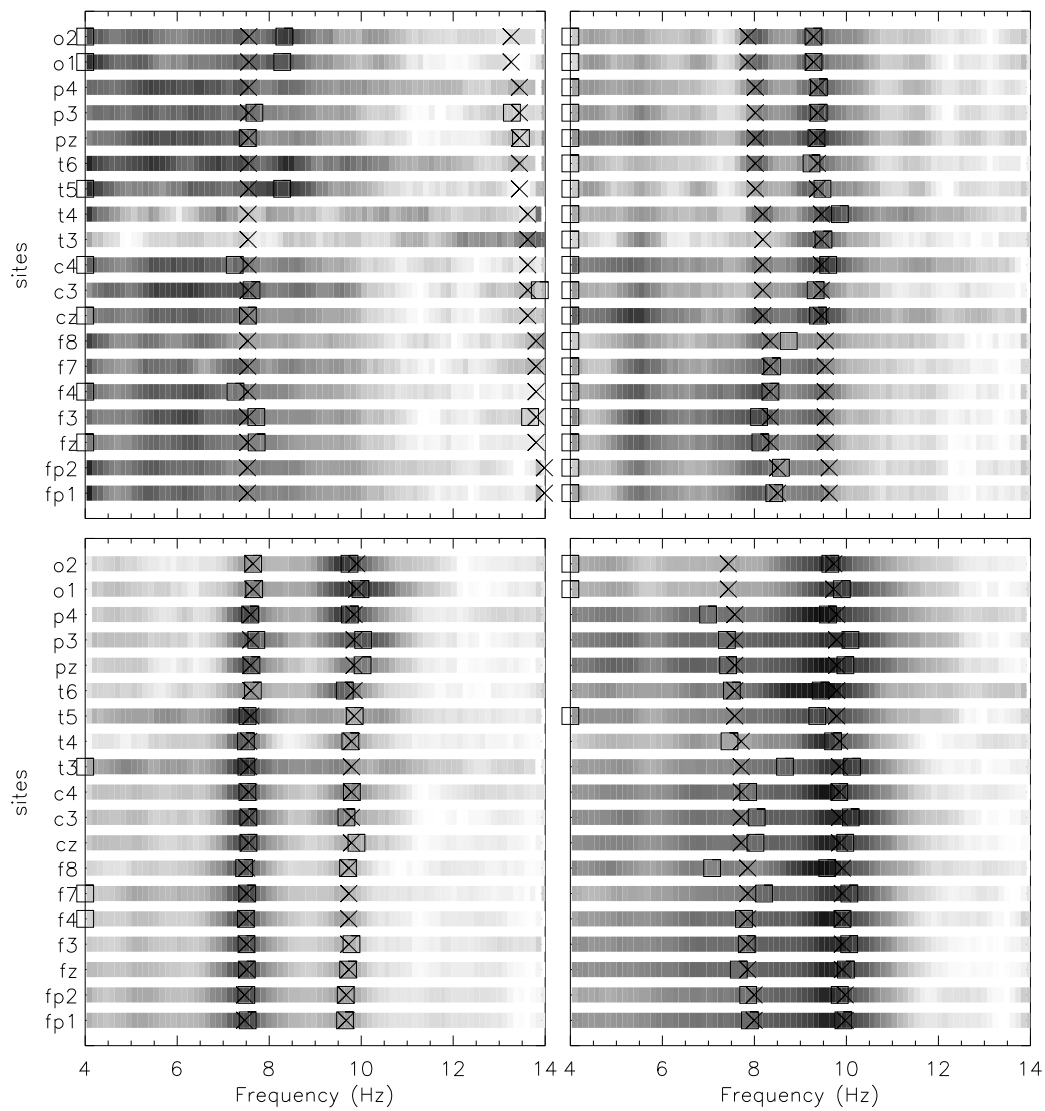 o2
o1
p4
p3
pz
t6
t5
t4
t3
c4
c3
cz
f8
f7
f4
f3
fz
fp2
fp1
sites
o2
o1
p4
p3
pz
t6
t5
t4
t3
c4
c3
cz
f8
f7
f4
f3
fz
fp2
fp1
sites
4 6 8 10 12 14 4 6 8 10 12 14
Frequency (Hz) Frequency (Hz)